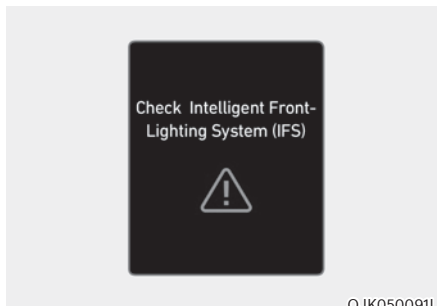 Check Intelligent Front-
Lighting System (IFS)
OJK050091L